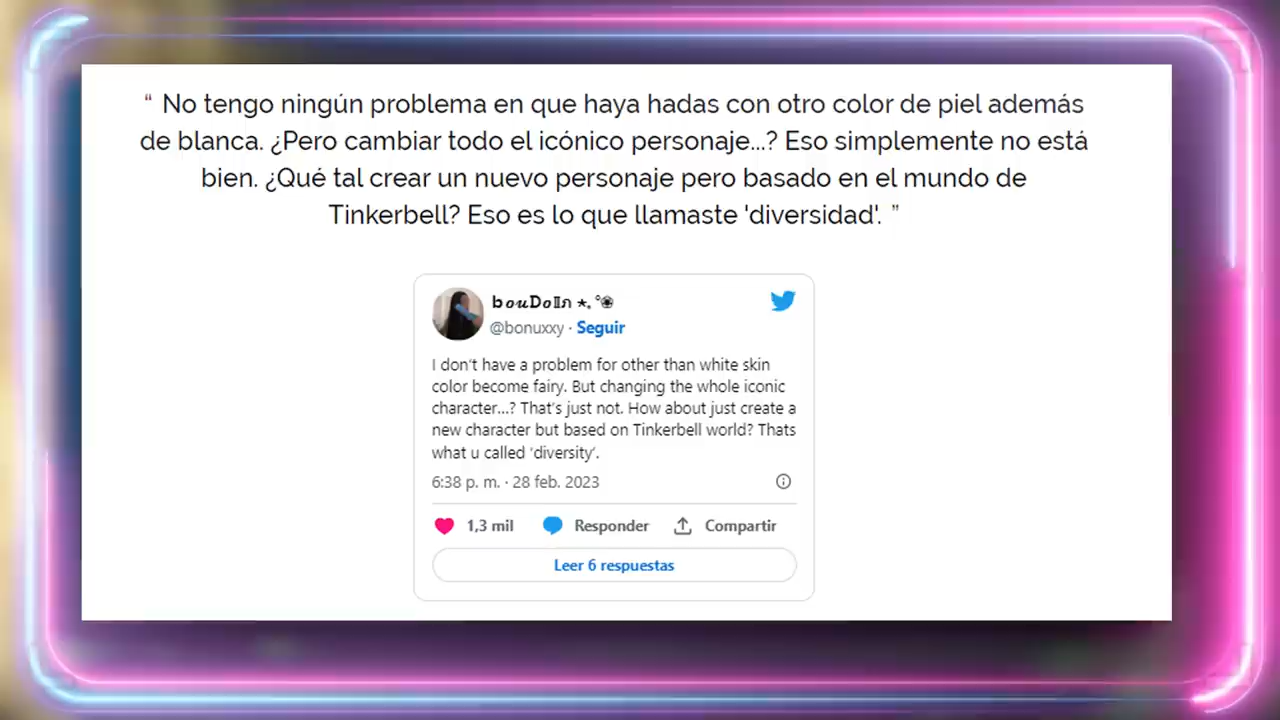 “ No tengo ningún problema en que haya hadas con otro color de piel además
de blanca. ¿Pero cambiar todo el icónico personaje...? Eso simplemente no está
bien. ¿Qué tal crear un nuevo personaje pero basado en el mundo de
Tinkerbell? Eso es lo que llamaste 'diversidad'. ”
𝗯𝓸𝓾𝗗𝓸𝕀𝕀ꪀ ⋆. °❀
@bonuxxy · Seguir
I don’t have a problem for other than white skin
color become fairy. But changing the whole iconic
character...? That’s just not. How about just create a
new character but based on Tinkerbell world? Thats
what u called ‘diversity’.
6:38 p. m. · 28 feb. 2023
1,3 mil Responder Compartir
Leer 6 respuestas